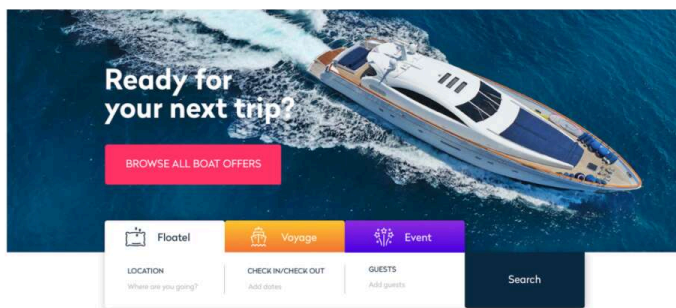 Ready for
your next trip?
BROWSE ALL BOAT OFFERS
Floatel
Voyage
Event
LOCATION
CHECK IN/CHECK OUT
GUESTS
Where are you going?
Add dates
Add guests
Search